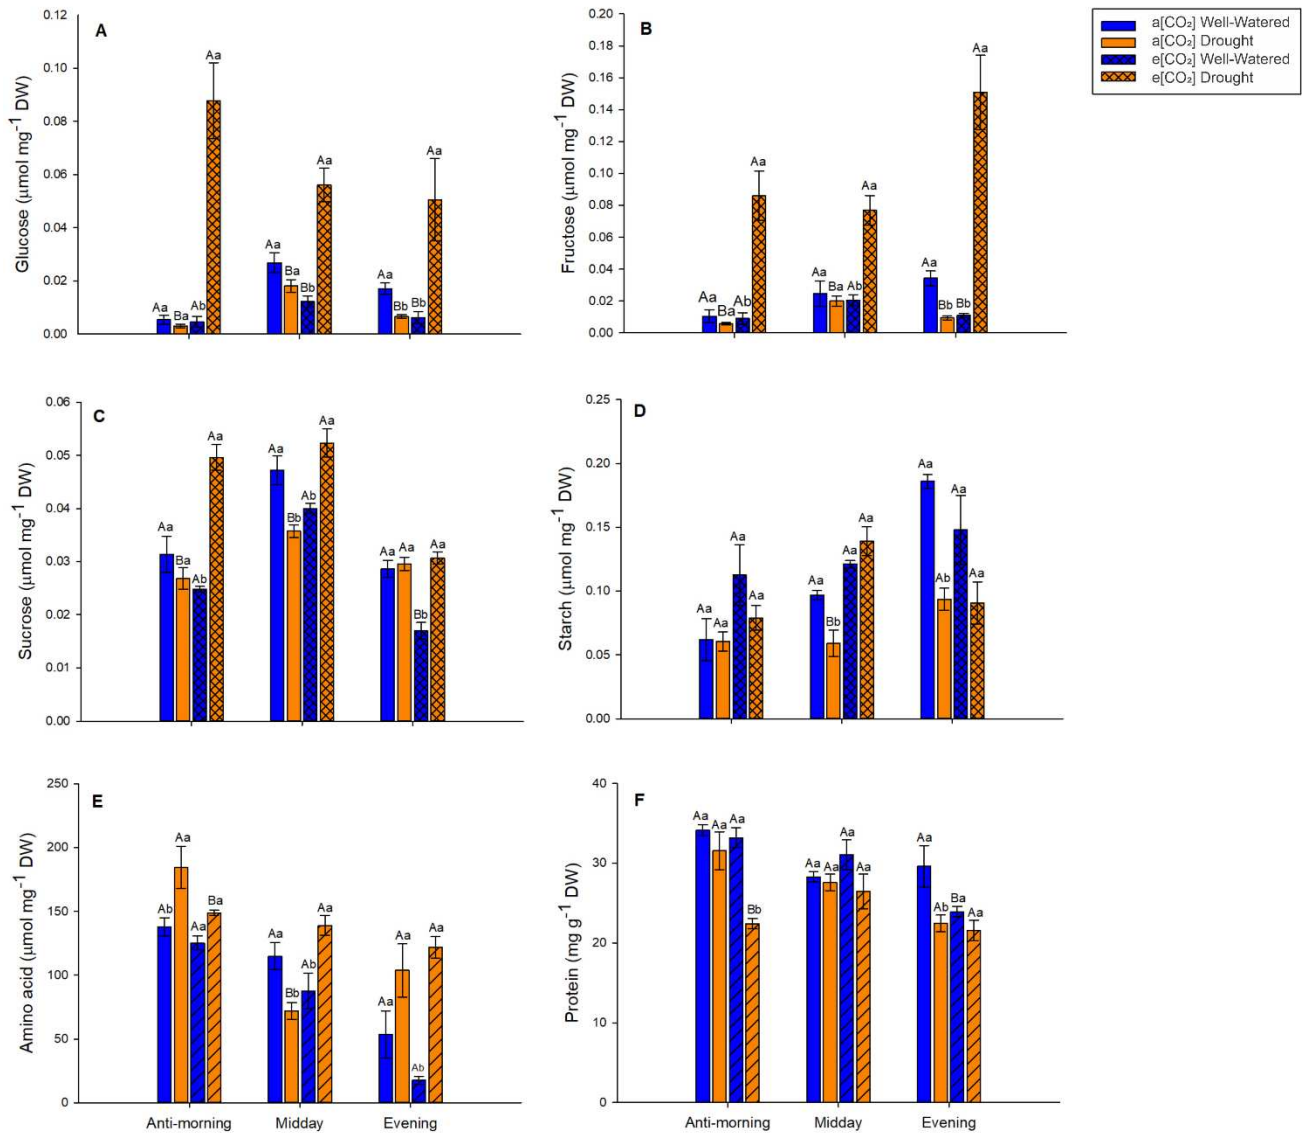 a[CO₂] Well-Watered
a[CO₂] Drought
e[CO₂] Well-Watered
e[CO₂] Drought
A
Glucose (µmol mg⁻¹ DW)
0.12
0.10
0.08
0.06
0.04
0.02
0.00
Aa Ba Ab Aa
Aa Ba Bb Aa
Aa Bb Bb Aa
B
Fructose (µmol mg⁻¹ DW)
0.20
0.18
0.16
0.14
0.12
0.10
0.08
0.06
0.04
0.02
0.00
Aa Ba Ab Aa
Aa Ba Ab Aa
Aa Bb Bb Aa
C
Sucrose (µmol mg⁻¹ DW)
0.06
0.05
0.04
0.03
0.02
0.01
0.00
Aa Ba Ab Aa
Aa Bb Ab Aa
Aa Aa Bb Aa
D
Starch (µmol mg⁻¹ DW)
0.25
0.20
0.15
0.10
0.05
0.00
Aa Aa Aa Aa
Aa Bb Aa Aa
Aa Ab Aa Aa
E
Amino acid (µmol mg⁻¹ DW)
250
200
150
100
50
0
Ab Aa Aa Ba
Aa Bb Ab Aa
Aa Aa Ab Aa
Anti-morning Midday Evening
F
Protein (mg g⁻¹ DW)
40
30
20
10
0
Aa Aa Aa Bb
Aa Aa Aa Aa
Aa Ab Ba Aa
Anti-morning Midday Evening